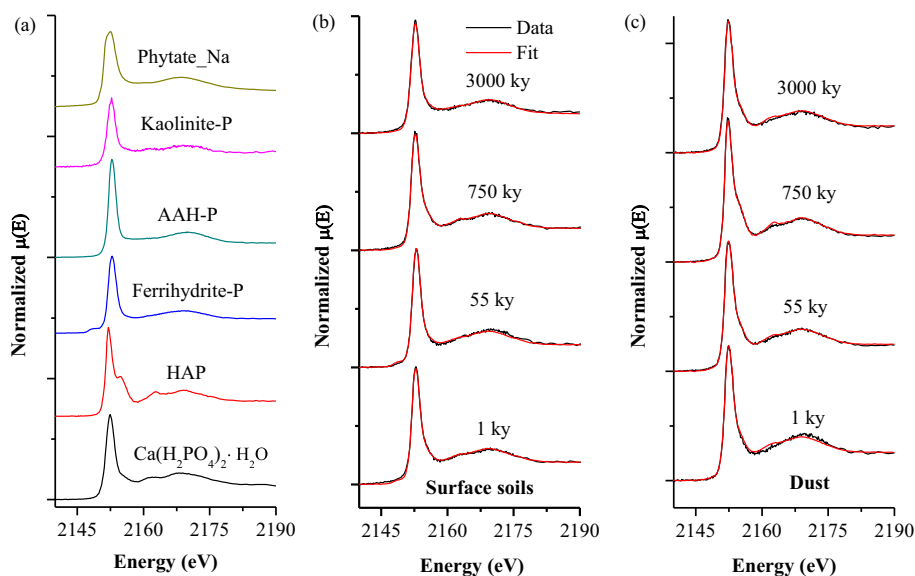 (a)
Normalized μ(E)
Phytate_Na
Kaolinite-P
AAH-P
Ferrihydrite-P
HAP
Ca(H₂PO₄)₂· H₂O
2145 2160 2175 2190
Energy (eV)
(b)
Normalized μ(E)
Data
Fit
3000 ky
750 ky
55 ky
1 ky
Surface soils
2145 2160 2175 2190
Energy (eV)
(c)
Normalized μ(E)
3000 ky
750 ky
55 ky
1 ky
Dust
2145 2160 2175 2190
Energy (eV)